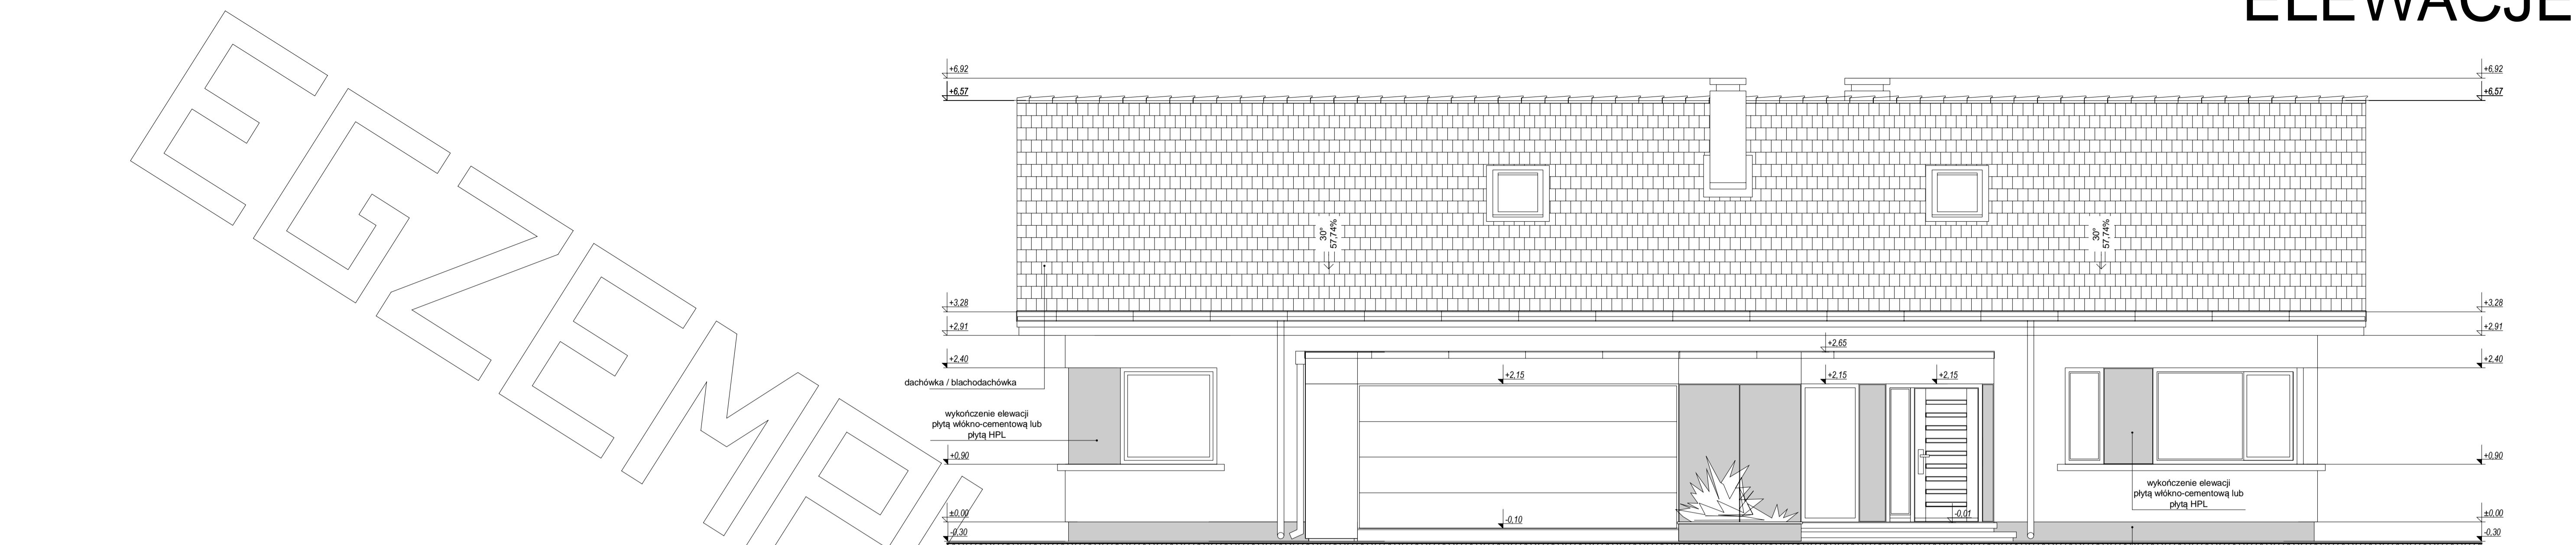 ELEWACJE
EGZEMPL
+6,92
+6,92
+6,57
+6,57
30°
57,74%
30°
57,74%
+3,28
+3,28
+2,91
+2,91
+2,65
+2,40
+2,40
+2,15
+2,15
+2,15
dachówka / blachodachówka
wykończenie elewacji
płytą włókno-cementową lub
płytą HPL
+0,90
+0,90
wykończenie elewacji
płytą włókno-cementową lub
płytą HPL
±0,00
-0,10
-0,01
±0,00
-0,30
-0,30